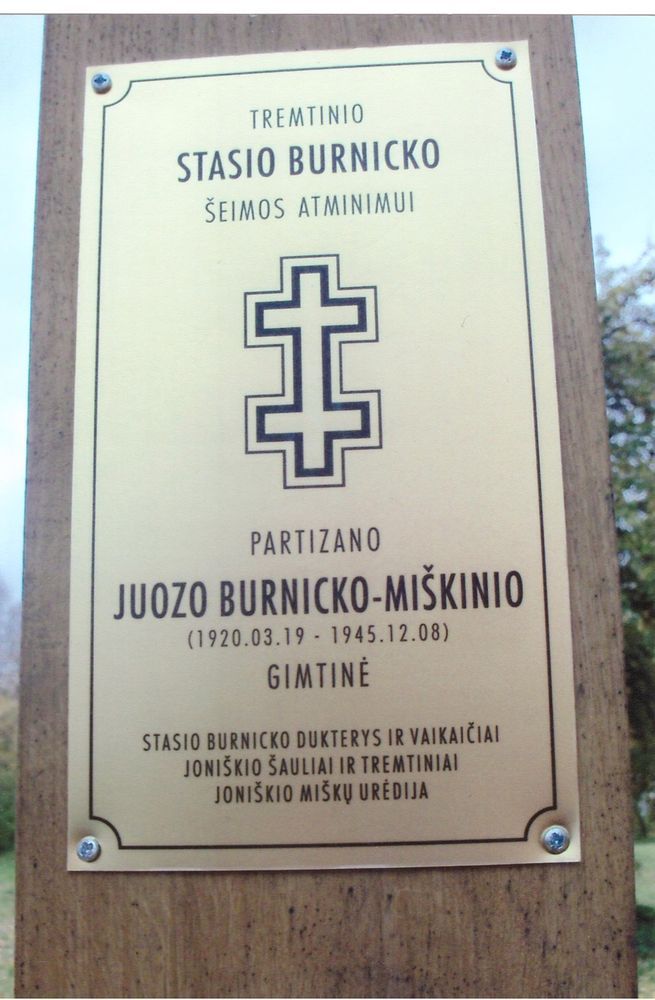 TREMTINIO
STASIO BURNICKO
ŠEIMOS ATMINIMUI
PARTIZANO
JUOZO BURNICKO-MIŠKINIO
(1920.03.19 - 1945.12.08)
GIMTINĖ
STASIO BURNICKO DUKTERYS IR VAIKAIČIAI
JONIŠKIO ŠAULIAI IR TREMTINIAI
JONIŠKIO MIŠKŲ URĖDIJA